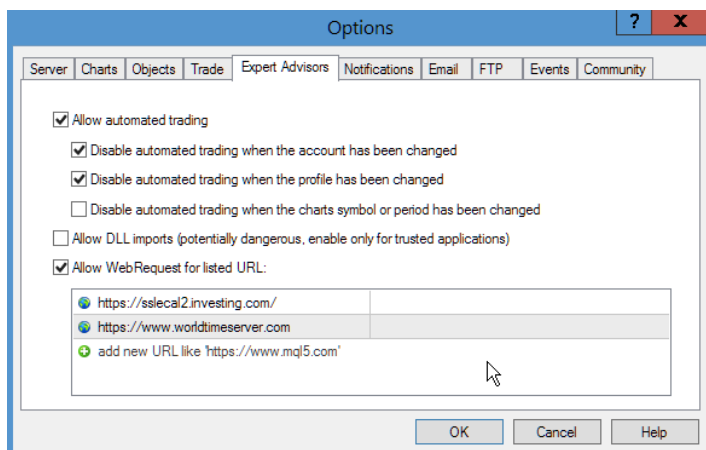 Options
? x
Server Charts Objects Trade Expert Advisors Notifications Email FTP Events Community
Allow automated trading
Disable automated trading when the account has been changed
Disable automated trading when the profile has been changed
Disable automated trading when the charts symbol or period has been changed
Allow DLL imports (potentially dangerous, enable only for trusted applications)
Allow WebRequest for listed URL:
https://sslecal2.investing.com/
https://www.worldtimeserver.com
add new URL like 'https://www.mql5.com'
OK Cancel Help